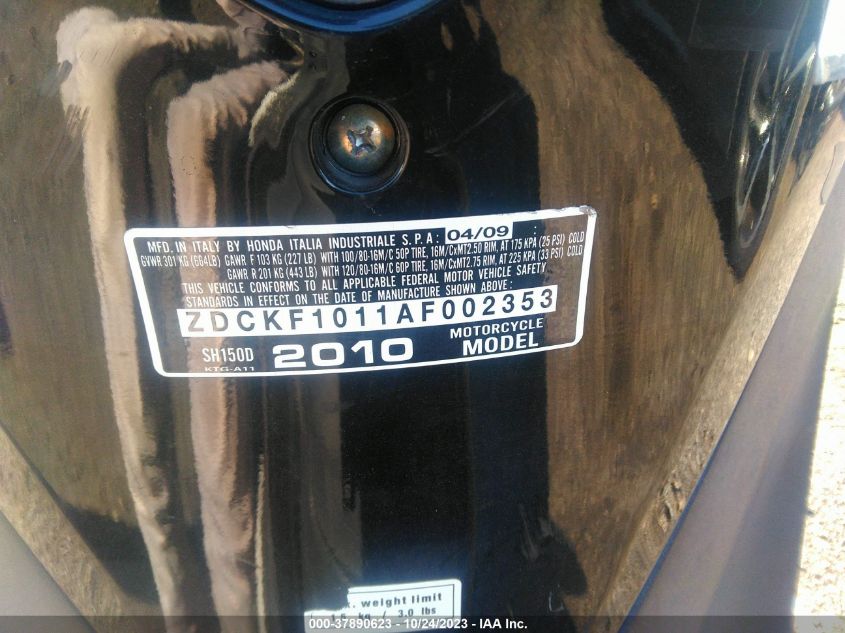 MFD. IN ITALY BY HONDA ITALIA INDUSTRIALE S.P.A: 04/09
GVWR 301 KG (664LB) GAWR F 103 KG (227 LB) WITH 100/80-16M/C 50P TIRE, 16M/CxMT2.50 RIM, AT 175 KPA (25 PSI) COLD
GAWR R 201 KG (443 LB) WITH 120/80-16M/C 60P TIRE, 16M/CxMT2.75 RIM, AT 225 KPA (33 PSI) COLD
THIS VEHICLE CONFORMS TO ALL APPLICABLE FEDERAL MOTOR VEHICLE SAFETY
STANDARDS IN EFFECT ON THE DATE OF MANUFACTURE SHOWN ABOVE:
ZDCKF1011AF002353
SH150D 2010 MOTORCYCLE MODEL
KTG-A11
weight limit
kg / 3.0 lbs
000-37890623 - 10/24/2023 - IAA Inc.